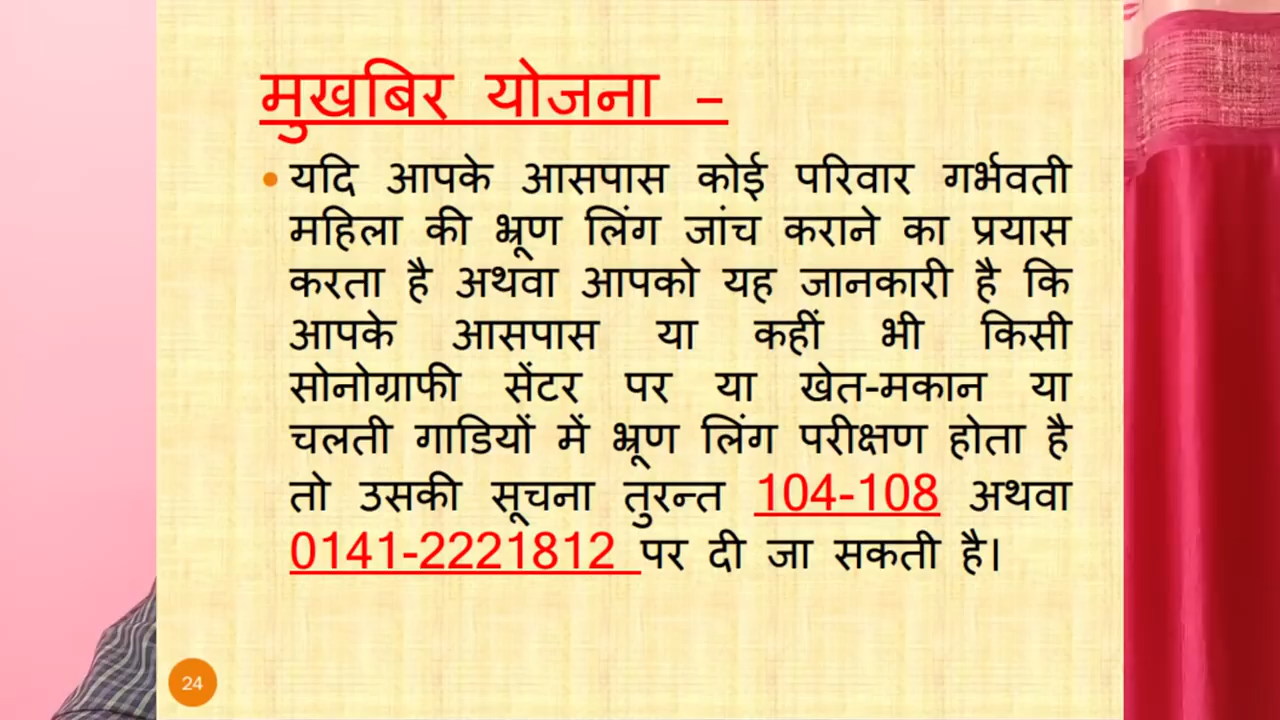 मुखबिर योजना –
• यदि आपके आसपास कोई परिवार गर्भवती
महिला की भ्रूण लिंग जांच कराने का प्रयास
करता है अथवा आपको यह जानकारी है कि
आपके आसपास या कहीं भी किसी
सोनोग्राफी सेंटर पर या खेत-मकान या
चलती गाडियों में भ्रूण लिंग परीक्षण होता है
तो उसकी सूचना तुरन्त 104-108 अथवा
0141-2221812 पर दी जा सकती है।
24